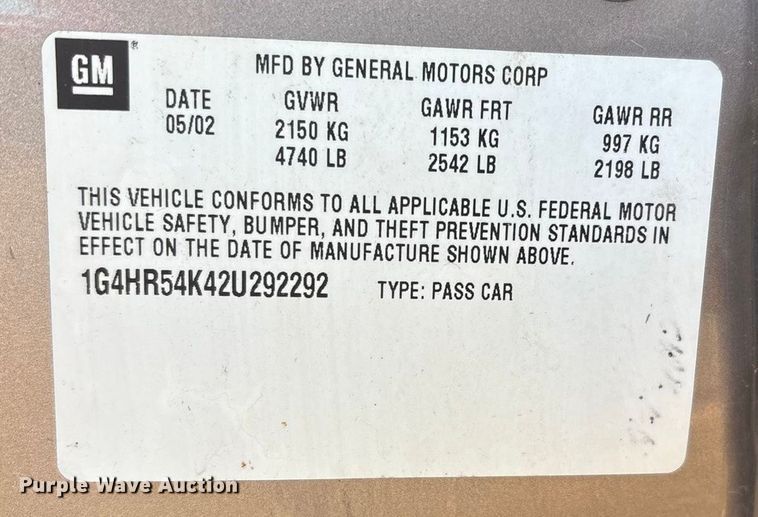 GM®
MFD BY GENERAL MOTORS CORP
DATE GVWR GAWR FRT GAWR RR
05/02 2150 KG 1153 KG 997 KG
4740 LB 2542 LB 2198 LB
THIS VEHICLE CONFORMS TO ALL APPLICABLE U.S. FEDERAL MOTOR
VEHICLE SAFETY, BUMPER, AND THEFT PREVENTION STANDARDS IN
EFFECT ON THE DATE OF MANUFACTURE SHOWN ABOVE.
1G4HR54K42U292292 TYPE: PASS CAR
Purple Wave Auction